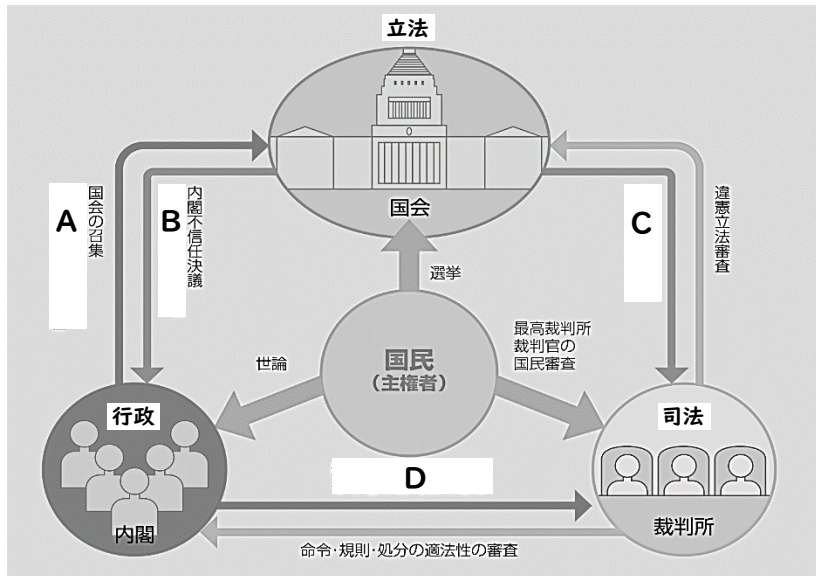 立法
国会
A
国会の召集
B
内閣不信任決議
C
違憲立法審査
選挙
国民
(主権者)
世論
最高裁判所
裁判官の
国民審査
行政
内閣
D
司法
裁判所
命令・規則・処分の適法性の審査